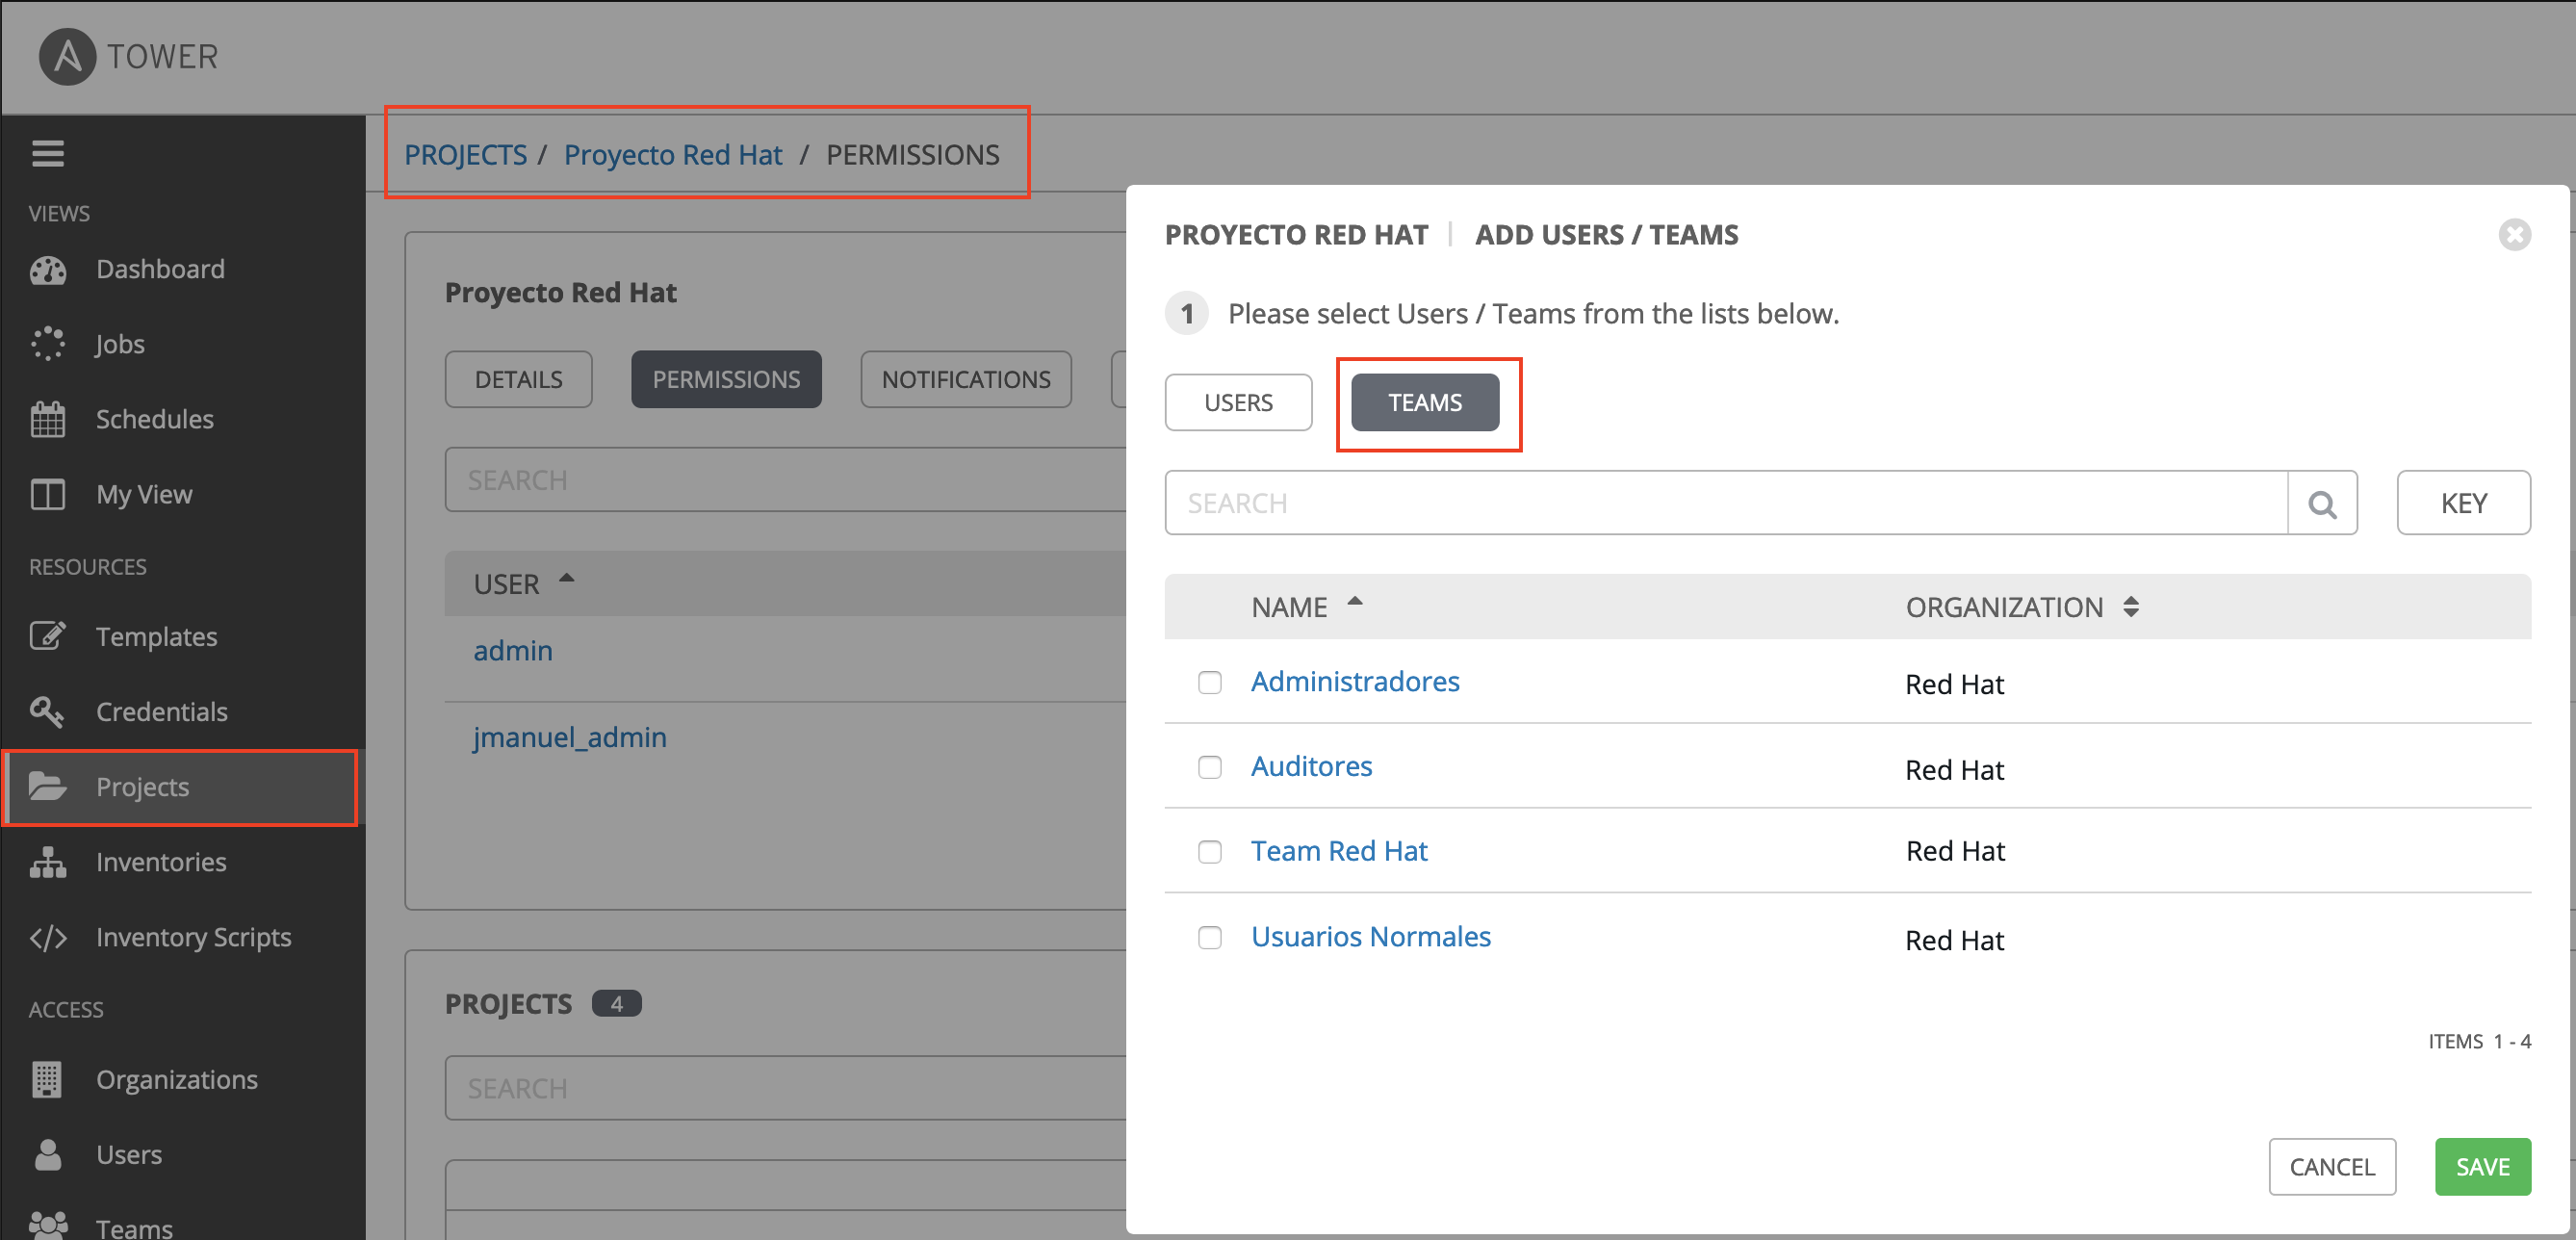 TOWER
PROJECTS / Proyecto Red Hat / PERMISSIONS
VIEWS
Dashboard
Jobs
Schedules
My View
RESOURCES
Templates
Credentials
Projects
Inventories
Inventory Scripts
ACCESS
Organizations
Users
Teams
Proyecto Red Hat
DETAILS PERMISSIONS NOTIFICATIONS
SEARCH
USER
admin
jmanuel_admin
PROJECTS 4
SEARCH
PROYECTO RED HAT | ADD USERS / TEAMS
1 Please select Users / Teams from the lists below.
USERS TEAMS
SEARCH KEY
NAME ORGANIZATION
Administradores Red Hat
Auditores Red Hat
Team Red Hat Red Hat
Usuarios Normales Red Hat
ITEMS 1 - 4
CANCEL SAVE